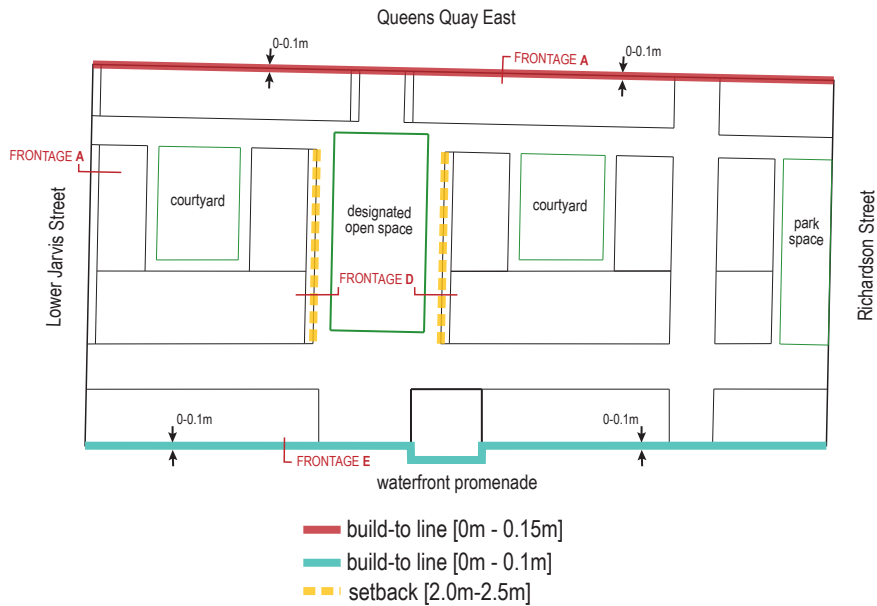 Queens Quay East
0-0.1m
0-0.1m
FRONTAGE A
FRONTAGE A
courtyard
designated
open space
courtyard
park
space
Lower Jarvis Street
Richardson Street
FRONTAGE D
0-0.1m
0-0.1m
FRONTAGE E
waterfront promenade
build-to line [0m - 0.15m]
build-to line [0m - 0.1m]
setback [2.0m-2.5m]